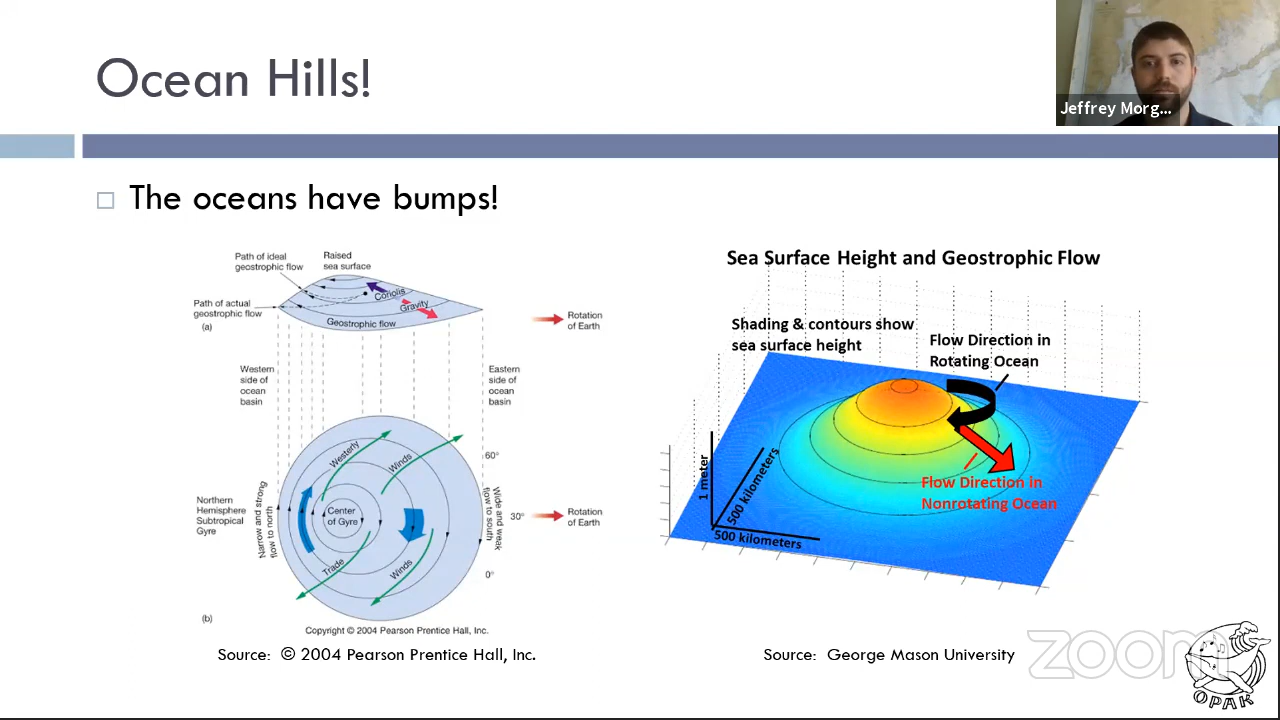 Ocean Hills!
Jeffrey Morg...
The oceans have bumps!
Path of ideal
geostrophic flow
Raised
sea surface
Coriolis
Gravity
Path of actual
geostrophic flow
Geostrophic flow
(a)
Rotation
of Earth
Western
side of
ocean
basin
Eastern
side of
ocean
basin
Westerly
Winds
60°
Northern
Hemisphere
Subtropical
Gyre
Narrow and strong
flow to north
Center
of Gyre
Wide and weak
flow to south
30°
Rotation
of Earth
Trade
Winds
0°
(b)
Copyright © 2004 Pearson Prentice Hall, Inc.
Source: © 2004 Pearson Prentice Hall, Inc.
Sea Surface Height and Geostrophic Flow
Shading & contours show
sea surface height
Flow Direction in
Rotating Ocean
Flow Direction in
Nonrotating Ocean
1 meter
500 kilometers
500 kilometers
Source: George Mason University
zoom
OPAK